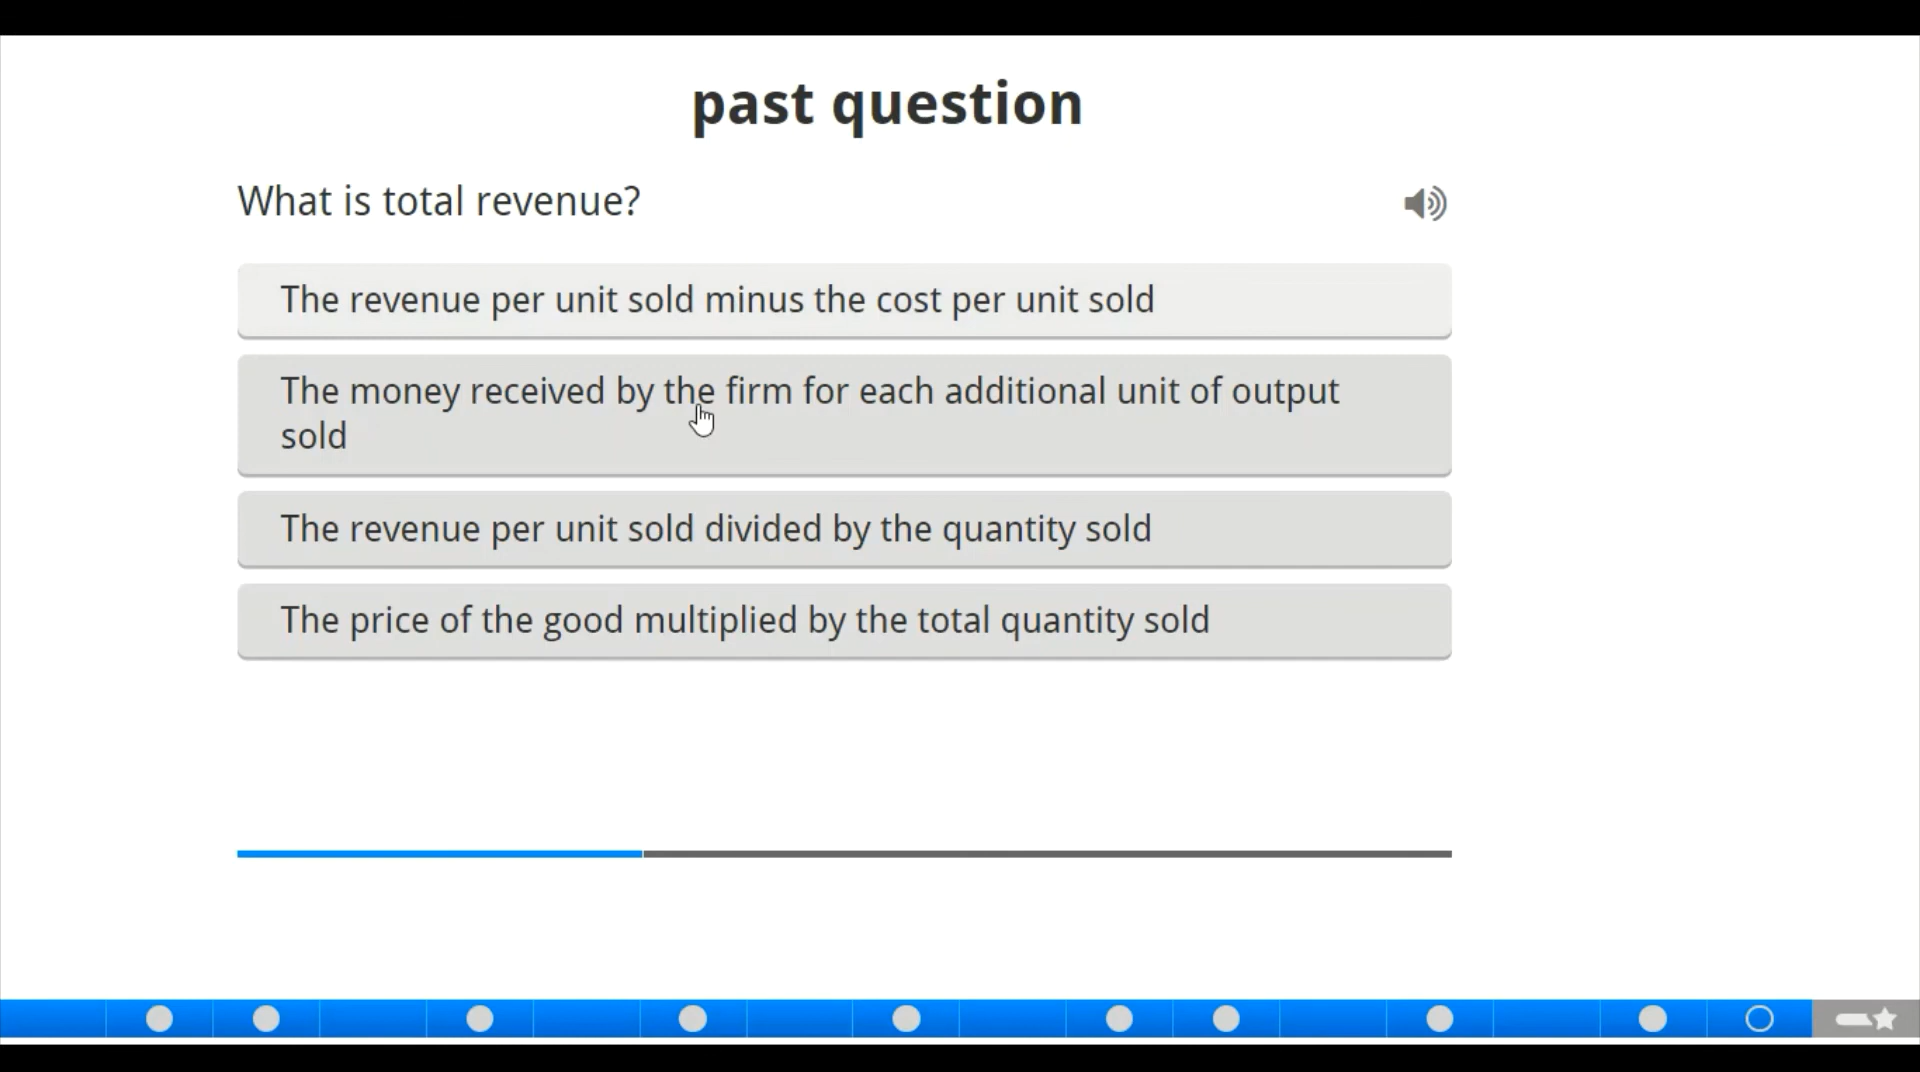 past question
What is total revenue?
The revenue per unit sold minus the cost per unit sold
The money received by the firm for each additional unit of output
sold
The revenue per unit sold divided by the quantity sold
The price of the good multiplied by the total quantity sold